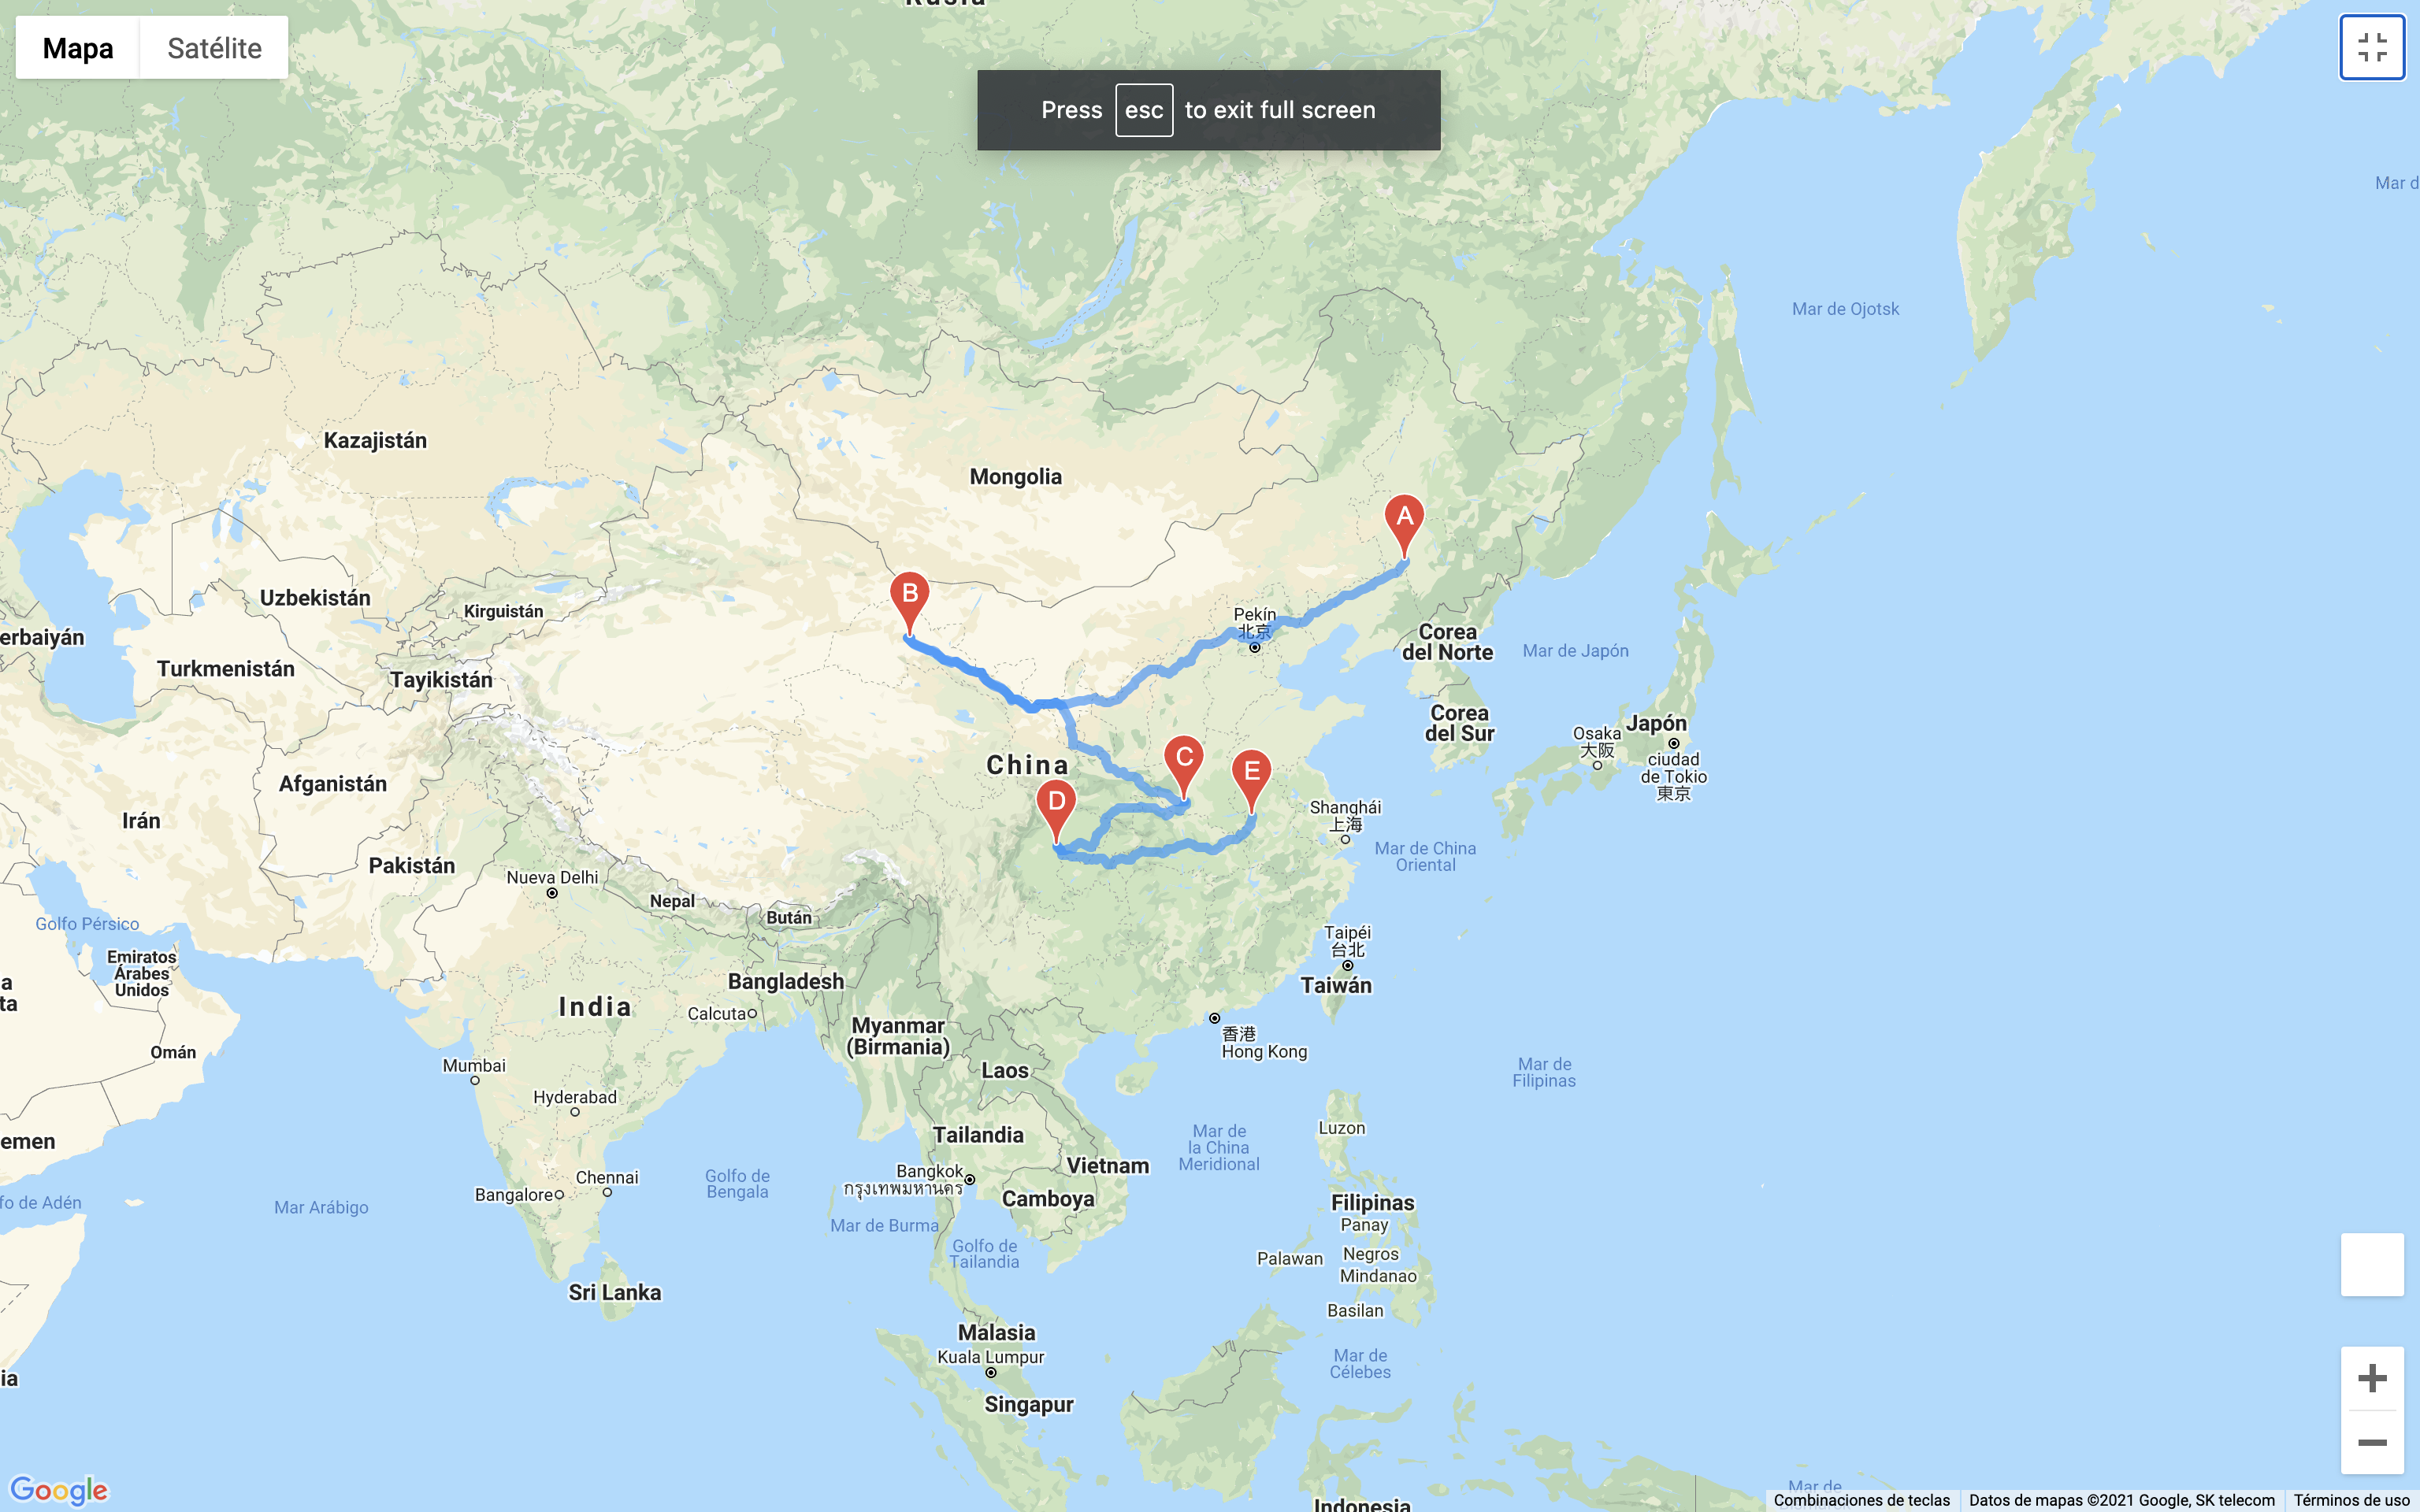 Rusia
Mapa
Satélite
Press esc to exit full screen
Mar d
Mar de Ojotsk
Kazajistán
Mongolia
A
B
Uzbekistán
Kirguistán
Pekín
北京
erbaiyán
Turkmenistán
Tayikistán
Corea
del Norte
Mar de Japón
Corea
del Sur
Japón
Osaka
大阪
ciudad
de Tokio
東京
China
C
E
D
Afganistán
Irán
Shanghái
上海
Mar de China
Oriental
Pakistán
Nueva Delhi
Nepal
Bután
Golfo Pérsico
Emiratos
Árabes
Unidos
a
ta
Taipéi
台北
Taiwán
Bangladesh
India
Calcuta
Myanmar
(Birmania)
香港
Hong Kong
Omán
Mumbai
Laos
Mar de
Filipinas
Hyderabad
emen
Tailandia
Mar de
la China
Meridional
Luzon
Vietnam
Bangkok
กรุงเทพมหานคร
Chennai
Bangalore
Golfo de
Bengala
Camboya
fo de Adén
Mar Arábigo
Mar de Burma
Filipinas
Panay
Golfo de
Tailandia
Palawan
Negros
Mindanao
Sri Lanka
Basilan
Malasia
Kuala Lumpur
Mar de
Célebes
ia
Singapur
Google
Indonesia
Mar de
Combinaciones de teclas
Datos de mapas ©2021 Google, SK telecom
Términos de uso